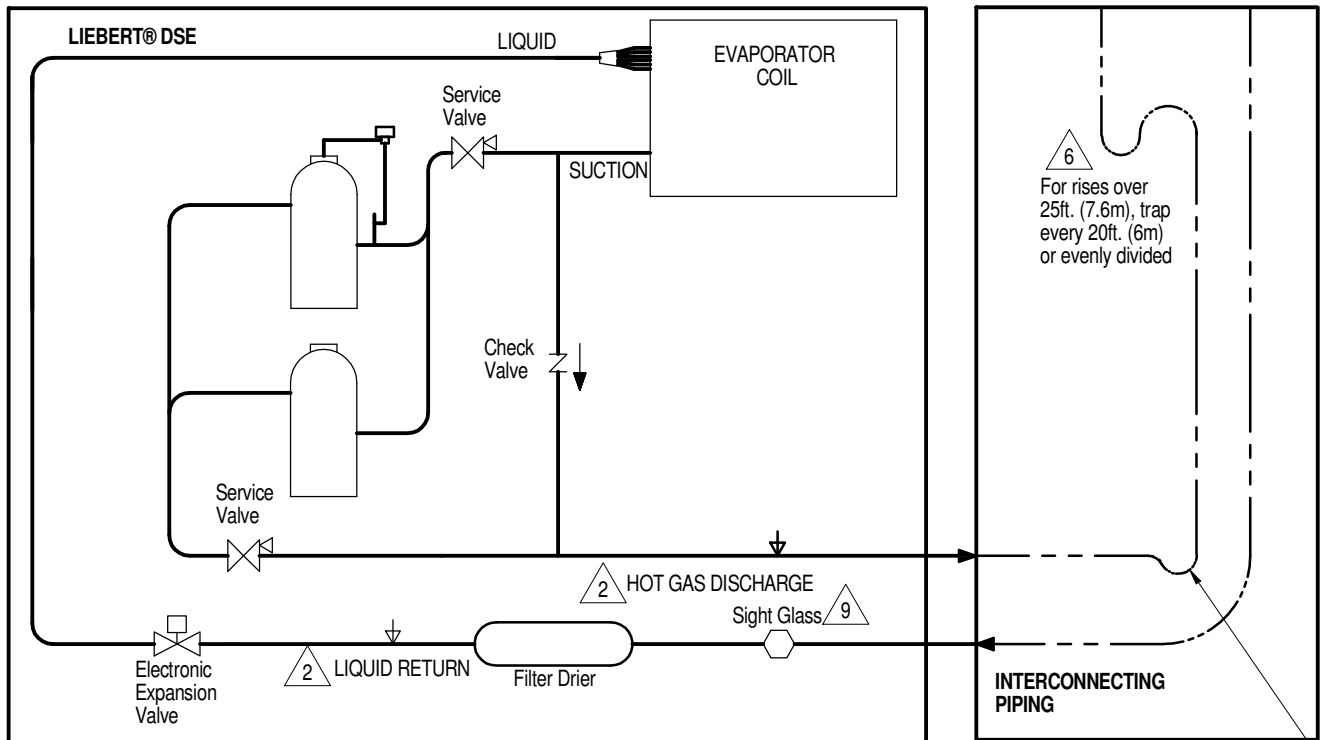 LIEBERT® DSE
LIQUID
EVAPORATOR
COIL
Service
Valve
SUCTION
6
For rises over
25ft. (7.6m), trap
every 20ft. (6m)
or evenly divided
Check
Valve
Service
Valve
2
HOT GAS DISCHARGE
Sight Glass
9
2
LIQUID RETURN
Filter Drier
Electronic
Expansion
Valve
INTERCONNECTING
PIPING